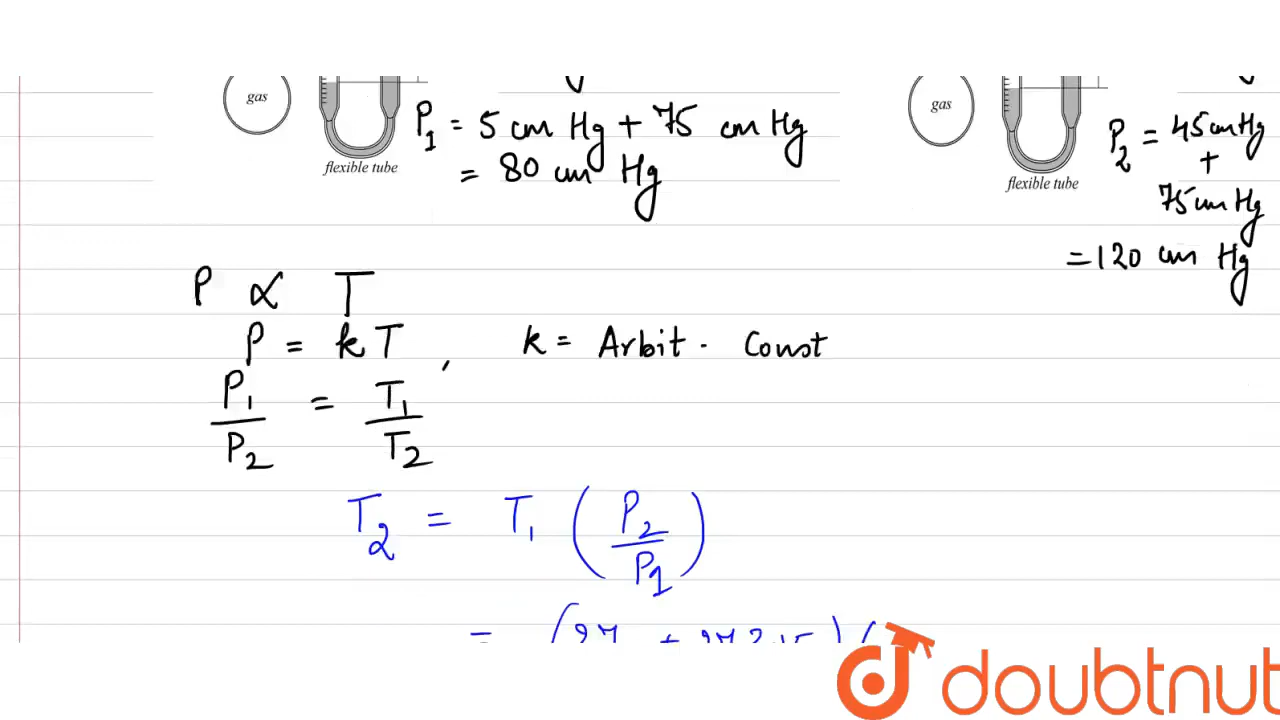 gas
flexible tube
P₁ = 5 cm Hg + 75 cm Hg
= 80 cm Hg
gas
flexible tube
P₂ = 45 cm Hg
+
75 cm Hg
= 120 cm Hg
P ∝ T
P = kT, k = Arbit. Const
P₁/P₂ = T₁/T₂
T₂ = T₁ (P₂/P₁)
doubtnut